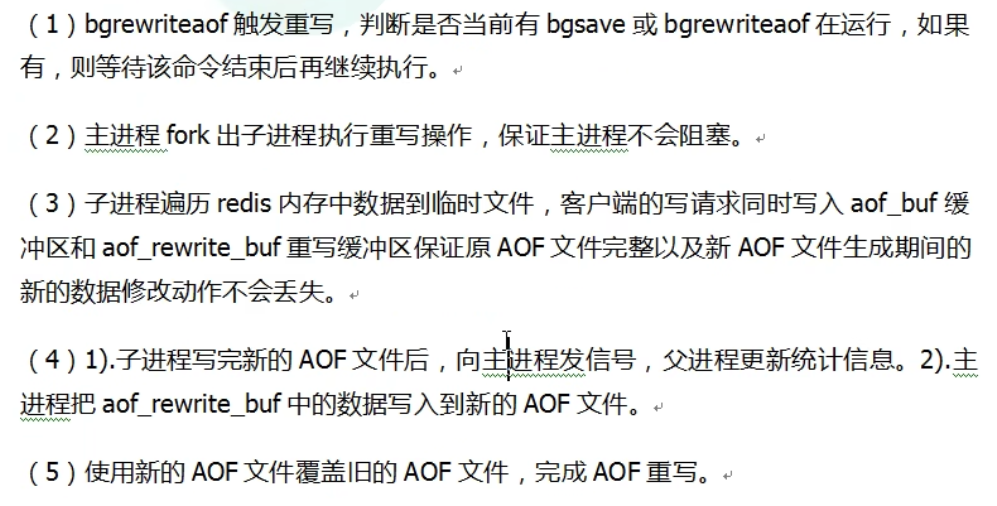 （1）bgrewriteaof 触发重写，判断是否当前有 bgsave 或 bgrewriteaof 在运行，如果
有，则等待该命令结束后再继续执行。
（2）主进程 fork 出子进程执行重写操作，保证主进程不会阻塞。
（3）子进程遍历 redis 内存中数据到临时文件，客户端的写请求同时写入 aof_buf 缓
冲区和 aof_rewrite_buf 重写缓冲区保证原 AOF 文件完整以及新 AOF 文件生成期间的
新的数据修改动作不会丢失。
（4）1).子进程写完新的 AOF 文件后，向主进程发信号，父进程更新统计信息。2).主
进程把 aof_rewrite_buf 中的数据写入到新的 AOF 文件。
（5）使用新的 AOF 文件覆盖旧的 AOF 文件，完成 AOF 重写。